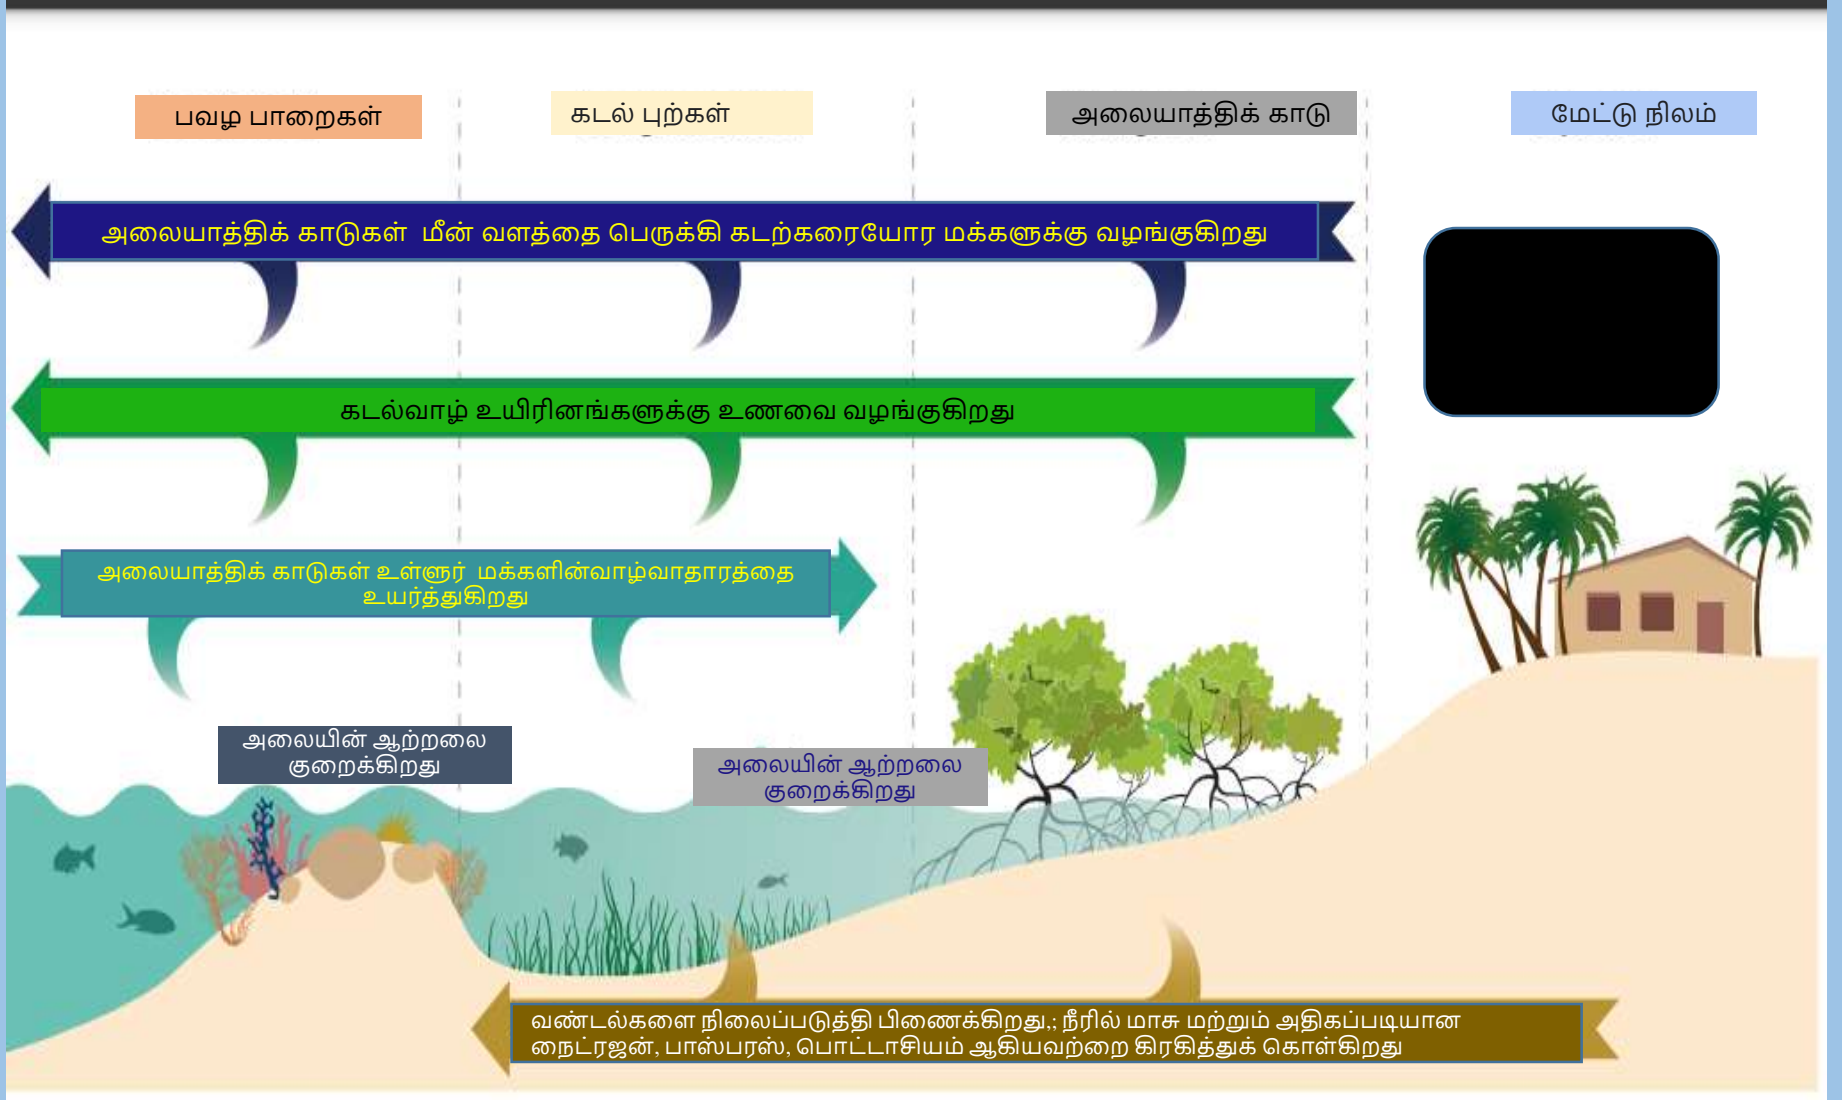 பவழ பாறைகள்
கடல் புற்கள்
அலையாத்திக் காடு
மேட்டு நிலம்
அலையாத்திக் காடுகள் மீன் வளத்தை பெருக்கி கடற்கரையோர மக்களுக்கு வழங்குகிறது
கடல்வாழ் உயிரினங்களுக்கு உணவை வழங்குகிறது
அலையாத்திக் காடுகள் உள்ளுர் மக்களின்வாழ்வாதாரத்தை
உயர்த்துகிறது
அலையின் ஆற்றலை
குறைக்கிறது
அலையின் ஆற்றலை
குறைக்கிறது
வண்டல்களை நிலைப்படுத்தி பிணைக்கிறது,; நீரில் மாசு மற்றும் அதிகப்படியான
நைட்ரஜன், பாஸ்பரஸ், பொட்டாசியம் ஆகியவற்றை கிரகித்துக் கொள்கிறது